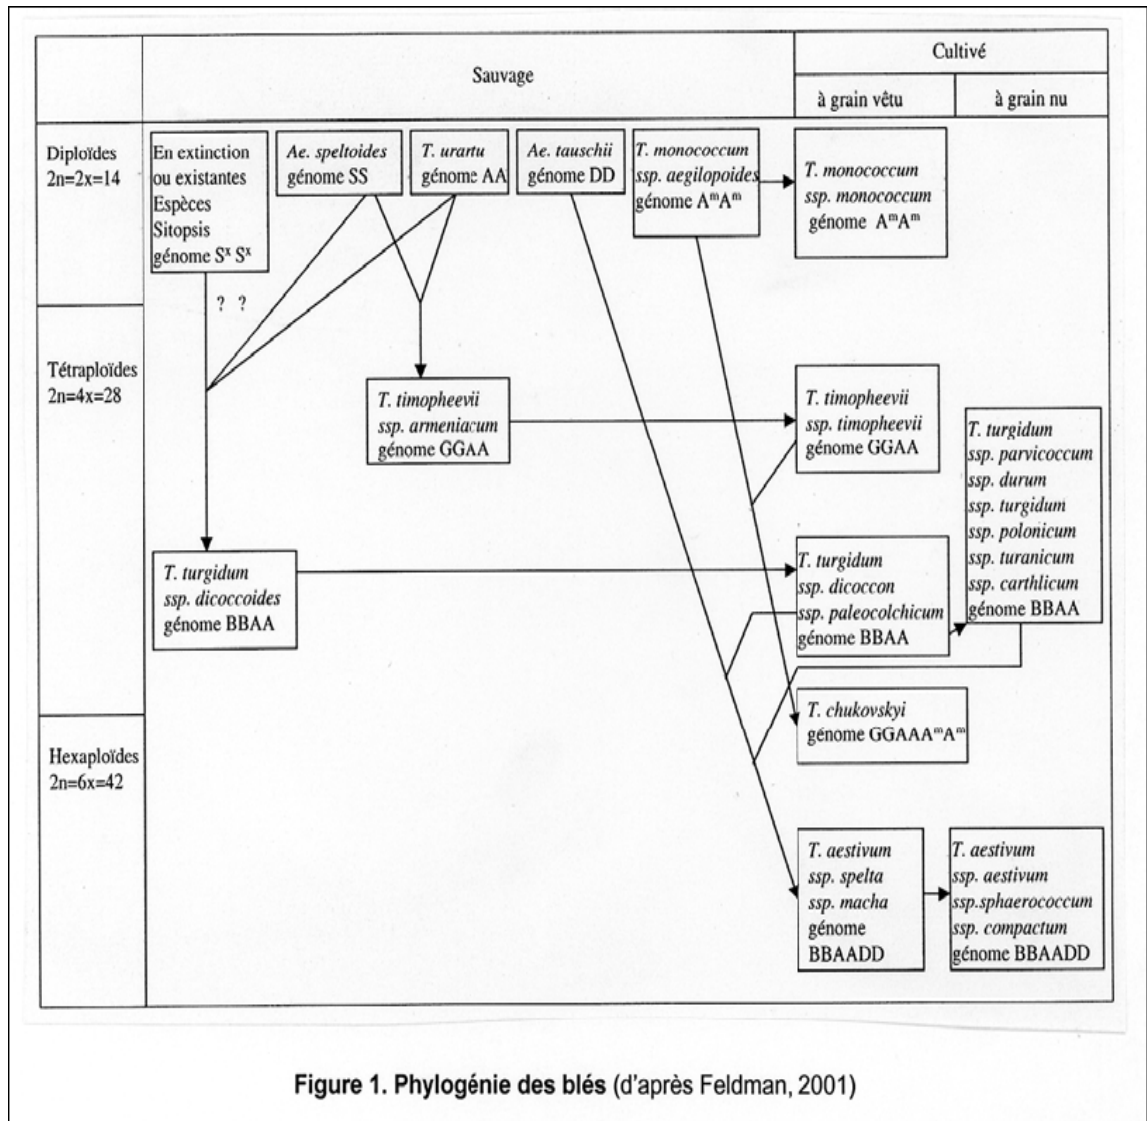 Sauvage
Cultivé
à grain vêtu
à grain nu
Diploïdes
2n=2x=14
En extinction
ou existantes
Espèces
Sitopsis
génome Sˣ Sˣ
Ae. speltoides
génome SS
T. urartu
génome AA
Ae. tauschii
génome DD
T. monococcum
ssp. aegilopoides
génome AᵐAᵐ
T. monococcum
ssp. monococcum
génome AᵐAᵐ
? ?
Tétraploïdes
2n=4x=28
T. timopheevii
ssp. armeniacum
génome GGAA
T. timopheevii
ssp. timopheevii
génome GGAA
T. turgidum
ssp. parvicoccum
ssp. durum
ssp. turgidum
ssp. polonicum
ssp. turanicum
ssp. carthlicum
génome BBAA
T. turgidum
ssp. dicoccoides
génome BBAA
T. turgidum
ssp. dicoccon
ssp. paleocolchicum
génome BBAA
Hexaploïdes
2n=6x=42
T. chukovskyi
génome GGAAAᵐAᵐ
T. aestivum
ssp. spelta
ssp. macha
génome
BBAADD
T. aestivum
ssp. aestivum
ssp.sphaerococcum
ssp. compactum
génome BBAADD
Figure 1. Phylogénie des blés (d'après Feldman, 2001)